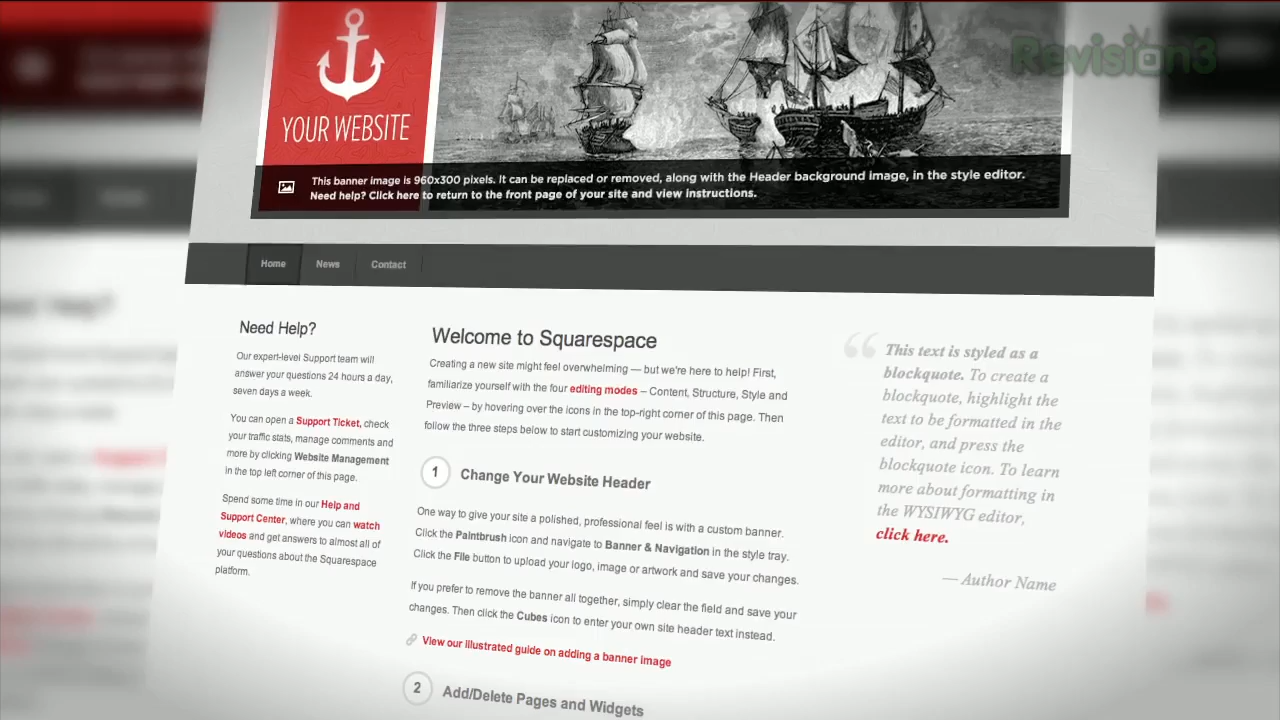 Revision3
YOUR WEBSITE
This banner image is 960x300 pixels. It can be replaced or removed, along with the Header background image, in the style editor.
Need help? Click here to return to the front page of your site and view instructions.
Home
News
Contact
Need Help?
Our expert-level Support team will
answer your questions 24 hours a day,
seven days a week.
You can open a Support Ticket, check
your traffic stats, manage comments and
more by clicking Website Management
in the top left corner of this page.
Spend some time in our Help and
Support Center, where you can watch
videos and get answers to almost all of
your questions about the Squarespace
platform.
Welcome to Squarespace
Creating a new site might feel overwhelming — but we're here to help! First,
familiarize yourself with the four editing modes – Content, Structure, Style and
Preview – by hovering over the icons in the top-right corner of this page. Then
follow the three steps below to start customizing your website.
1 Change Your Website Header
One way to give your site a polished, professional feel is with a custom banner.
Click the Paintbrush icon and navigate to Banner & Navigation in the style tray.
Click the File button to upload your logo, image or artwork and save your changes.
If you prefer to remove the banner all together, simply clear the field and save your
changes. Then click the Cubes icon to enter your own site header text instead.
View our illustrated guide on adding a banner image
2 Add/Delete Pages and Widgets
“ This text is styled as a
blockquote. To create a
blockquote, highlight the
text to be formatted in the
editor, and press the
blockquote icon. To learn
more about formatting in
the WYSIWYG editor,
click here.
— Author Name